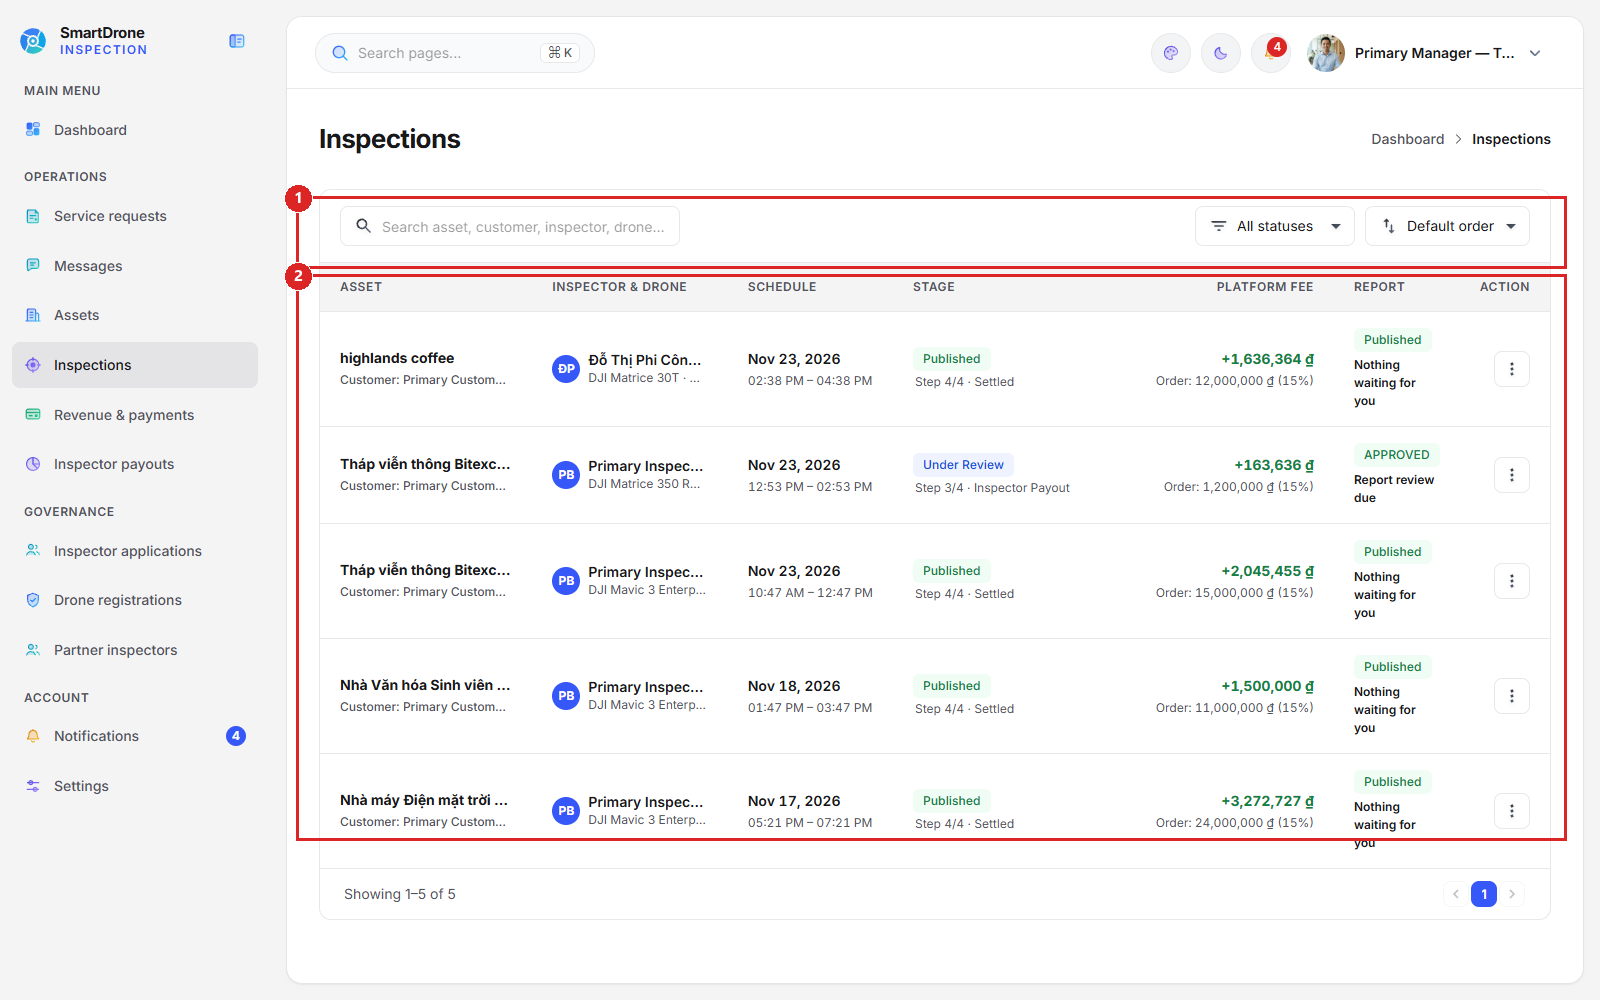 SmartDrone
INSPECTION
Search pages...
⌘ K
4
Primary Manager — T...
MAIN MENU
Dashboard
OPERATIONS
Service requests
Messages
Assets
Inspections
Revenue & payments
Inspector payouts
GOVERNANCE
Inspector applications
Drone registrations
Partner inspectors
ACCOUNT
Notifications
4
Settings
Inspections
Dashboard > Inspections
1
Search asset, customer, inspector, drone...
All statuses
Default order
2
ASSET INSPECTOR & DRONE SCHEDULE STAGE PLATFORM FEE REPORT ACTION
highlands coffee
Customer: Primary Custom...
ĐP
Đỗ Thị Phi Côn...
DJI Matrice 30T · ...
Nov 23, 2026
02:38 PM – 04:38 PM
Published
Step 4/4 · Settled
+1,636,364 ₫
Order: 12,000,000 ₫ (15%)
Published
Nothing
waiting for
you
Tháp viễn thông Bitexc...
Customer: Primary Custom...
PB
Primary Inspec...
DJI Matrice 350 R...
Nov 23, 2026
12:53 PM – 02:53 PM
Under Review
Step 3/4 · Inspector Payout
+163,636 ₫
Order: 1,200,000 ₫ (15%)
APPROVED
Report review
due
Tháp viễn thông Bitexc...
Customer: Primary Custom...
PB
Primary Inspec...
DJI Mavic 3 Enterp...
Nov 23, 2026
10:47 AM – 12:47 PM
Published
Step 4/4 · Settled
+2,045,455 ₫
Order: 15,000,000 ₫ (15%)
Published
Nothing
waiting for
you
Nhà Văn hóa Sinh viên ...
Customer: Primary Custom...
PB
Primary Inspec...
DJI Mavic 3 Enterp...
Nov 18, 2026
01:47 PM – 03:47 PM
Published
Step 4/4 · Settled
+1,500,000 ₫
Order: 11,000,000 ₫ (15%)
Published
Nothing
waiting for
you
Nhà máy Điện mặt trời ...
Customer: Primary Custom...
PB
Primary Inspec...
DJI Mavic 3 Enterp...
Nov 17, 2026
05:21 PM – 07:21 PM
Published
Step 4/4 · Settled
+3,272,727 ₫
Order: 24,000,000 ₫ (15%)
Published
Nothing
waiting for
you
Showing 1–5 of 5
1